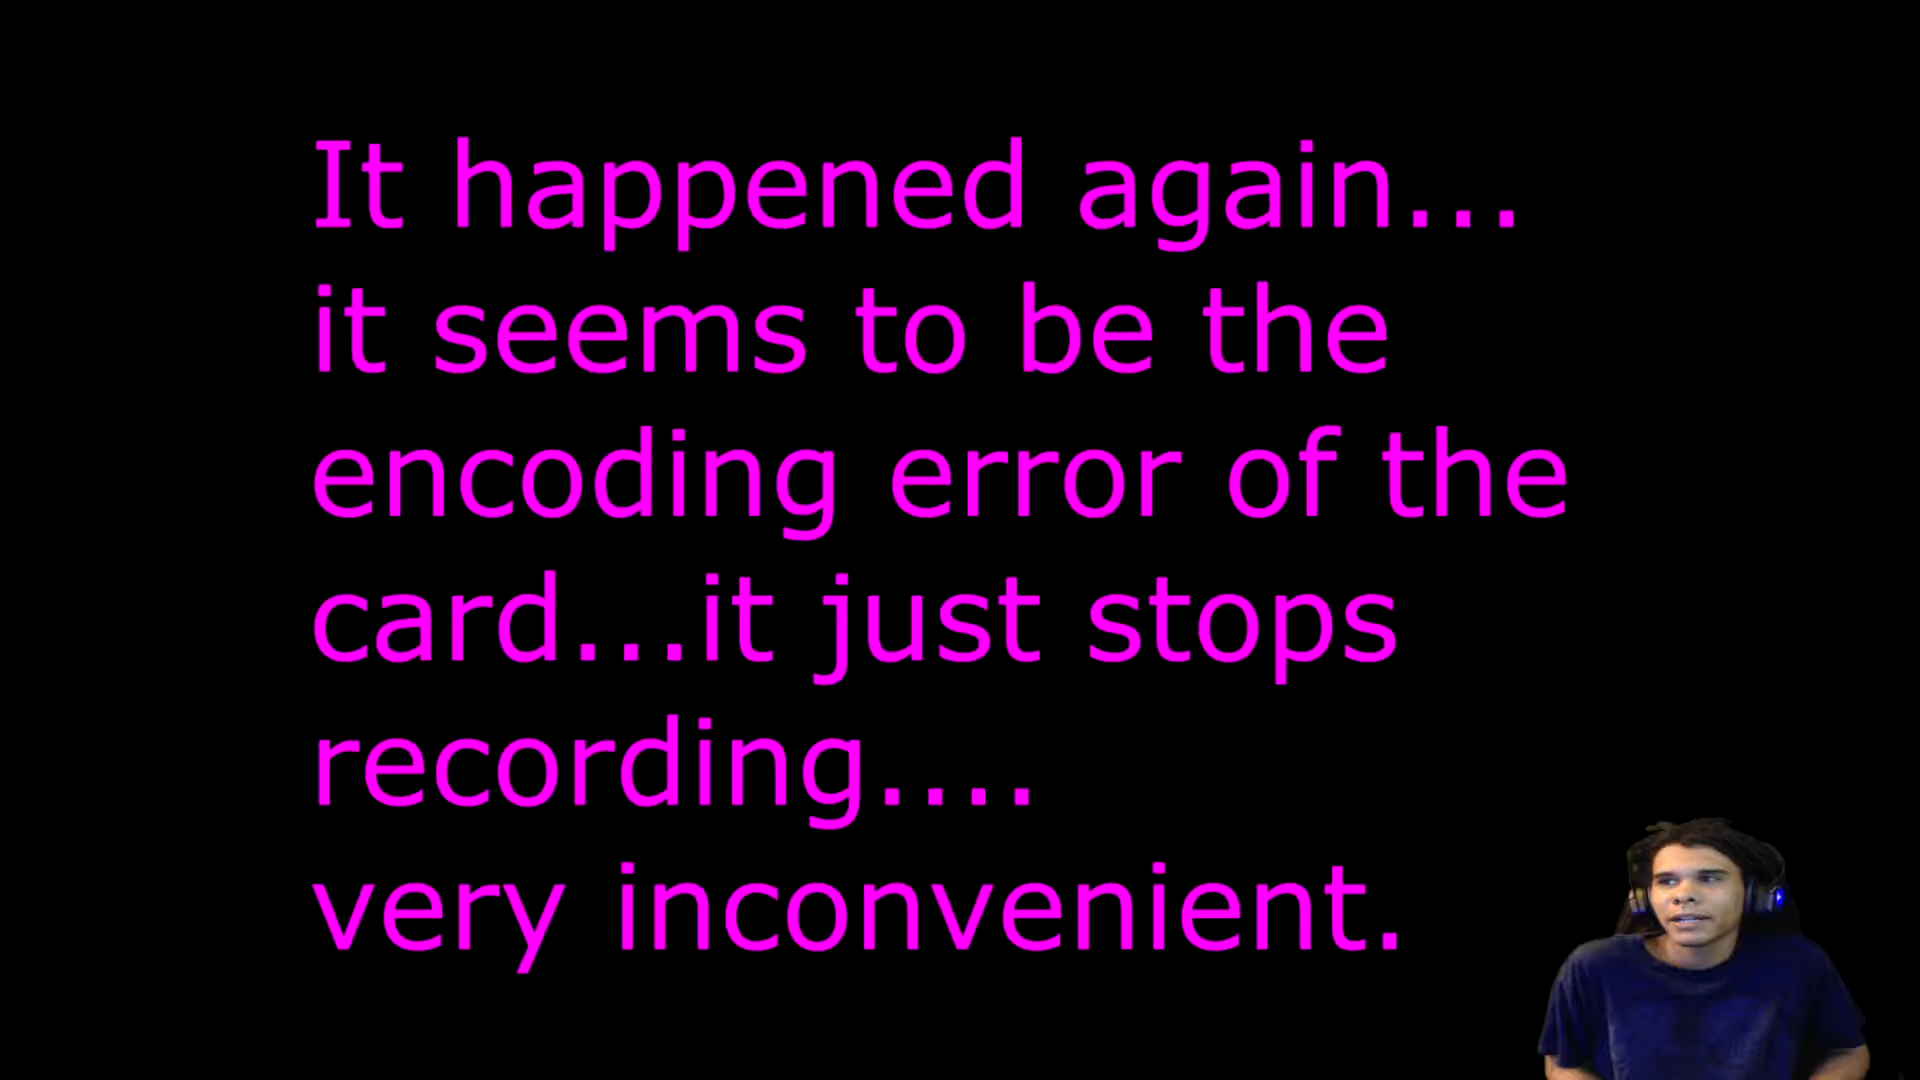 It happened again...
it seems to be the
encoding error of the
card...it just stops
recording....
very inconvenient.